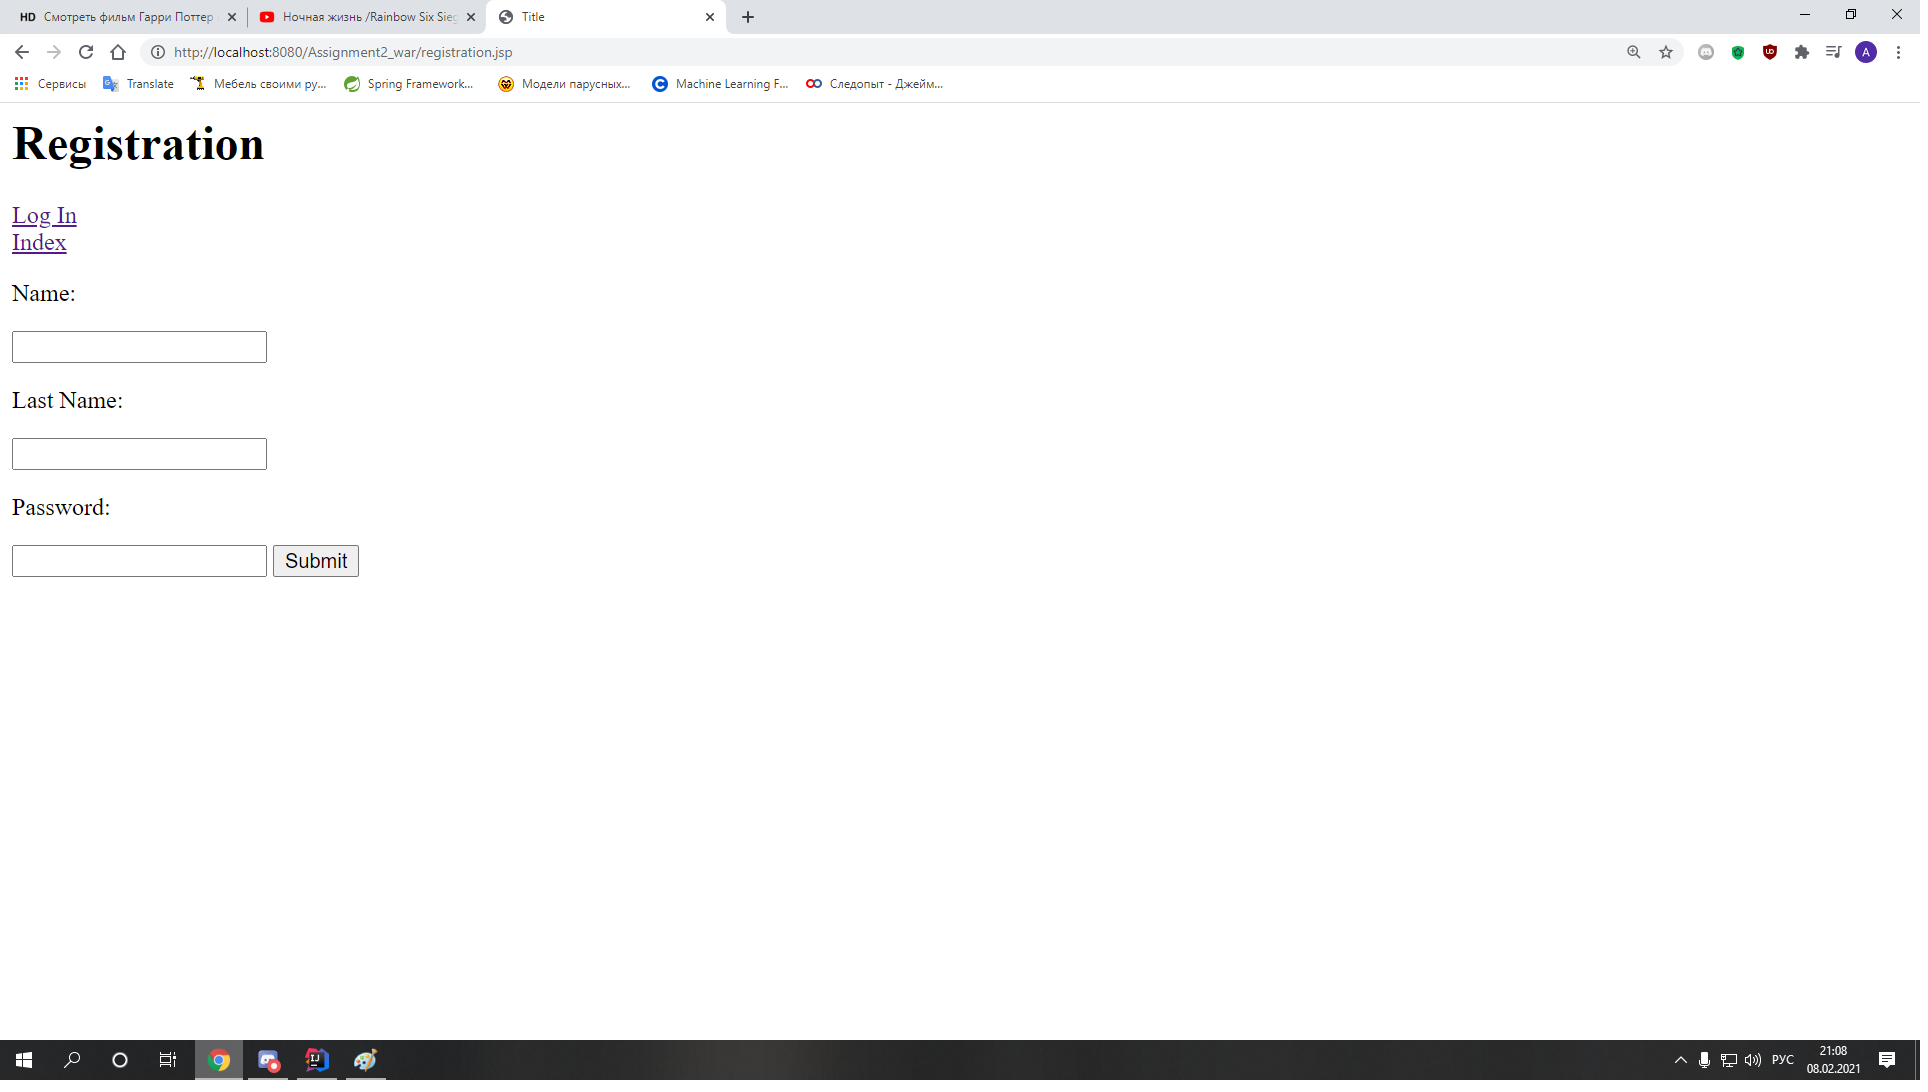 HD Смотреть фильм Гарри Поттер
Ночная жизнь /Rainbow Six Sieg
Title
http://localhost:8080/Assignment2_war/registration.jsp
A
Сервисы
Translate
Мебель своими ру...
Spring Framework...
Модели парусных...
Machine Learning F...
Следопыт - Джейм...
Registration
Log In
Index
Name:
Last Name:
Password:
Submit
РУС
21:08
08.02.2021